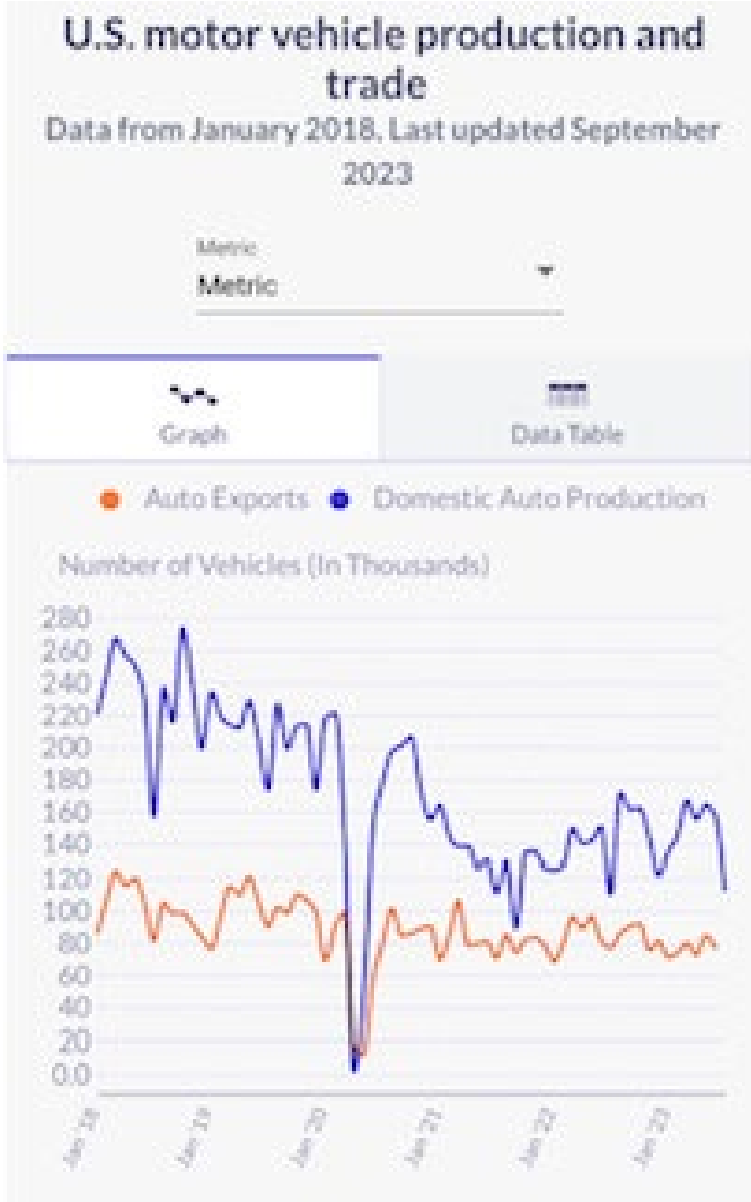 U.S. motor vehicle production and
trade
Data from January 2018, Last updated September
2023
Metric
Metric
Graph
Data Table
Auto Exports
Domestic Auto Production
Number of Vehicles (In Thousands)
280
260
240
220
200
180
160
140
120
100
80
60
40
20
0.0
Jan '18
Jan '19
Jan '20
Jan '21
Jan '22
Jan '23